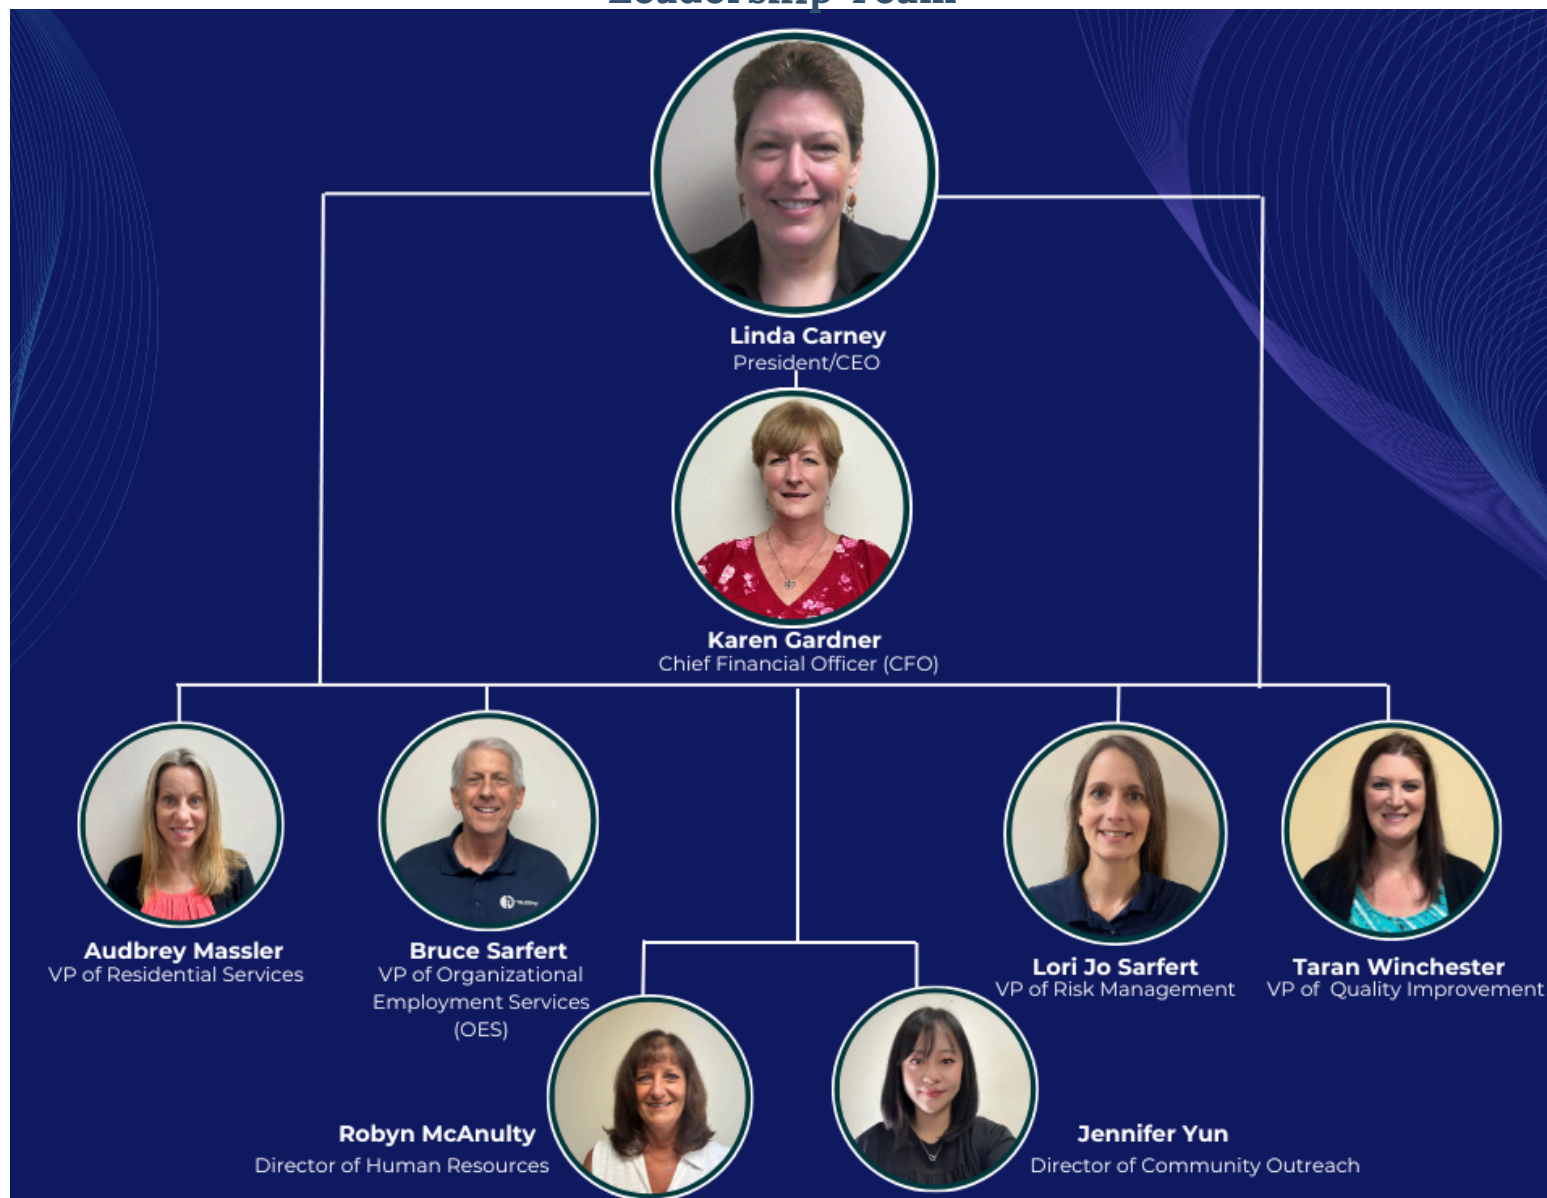 Leadership Team
Linda Carney
President/CEO
Karen Gardner
Chief Financial Officer (CFO)
Audbrey Massler
VP of Residential Services
Bruce Sarfert
VP of Organizational
Employment Services
(OES)
Lori Jo Sarfert
VP of Risk Management
Taran Winchester
VP of Quality Improvement
Robyn McAnulty
Director of Human Resources
Jennifer Yun
Director of Community Outreach